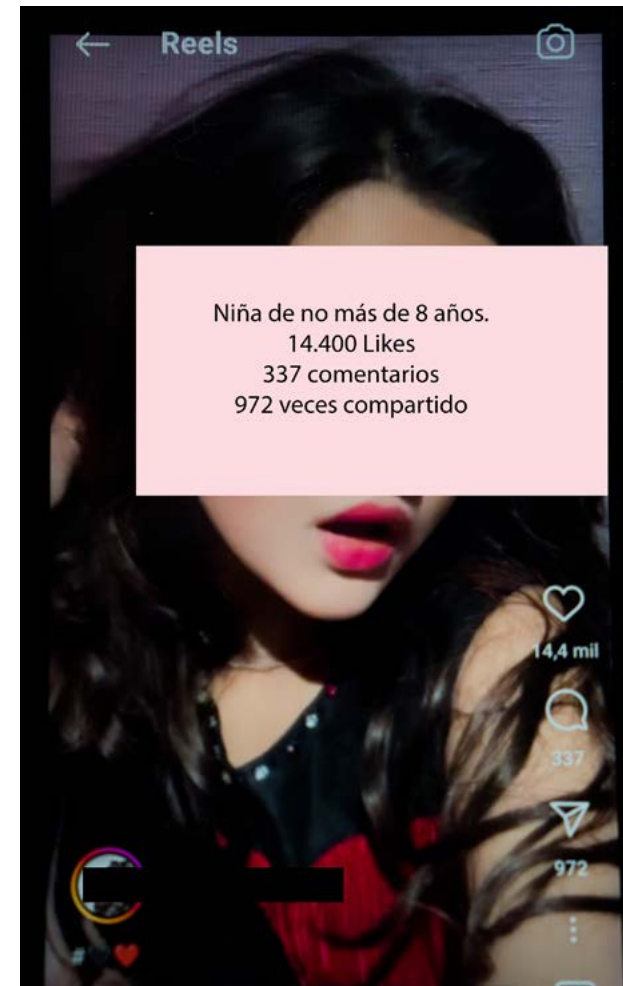 Reels
Niña de no más de 8 años.
14.400 Likes
337 comentarios
972 veces compartido
14,4 mil
337
972
#